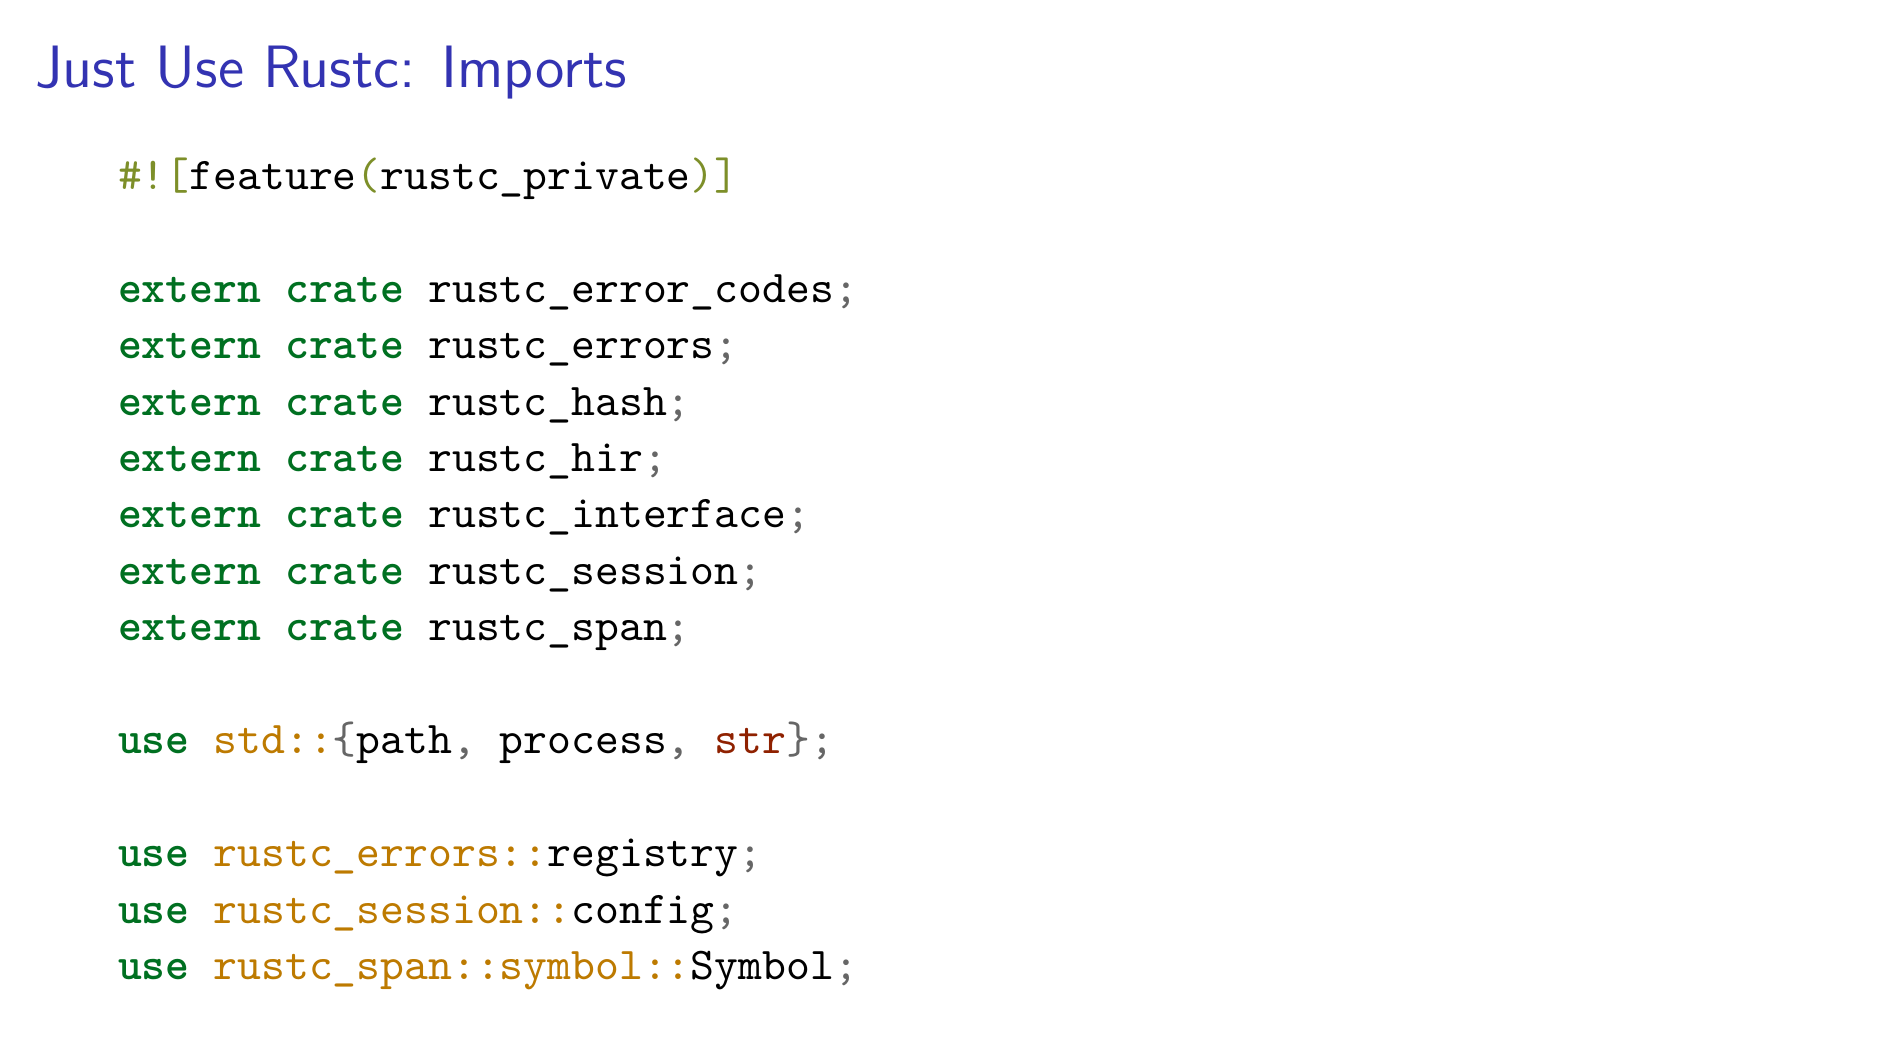 Just Use Rustc: Imports
#![feature(rustc_private)]
extern crate rustc_error_codes;
extern crate rustc_errors;
extern crate rustc_hash;
extern crate rustc_hir;
extern crate rustc_interface;
extern crate rustc_session;
extern crate rustc_span;
use std::{path, process, str};
use rustc_errors::registry;
use rustc_session::config;
use rustc_span::symbol::Symbol;